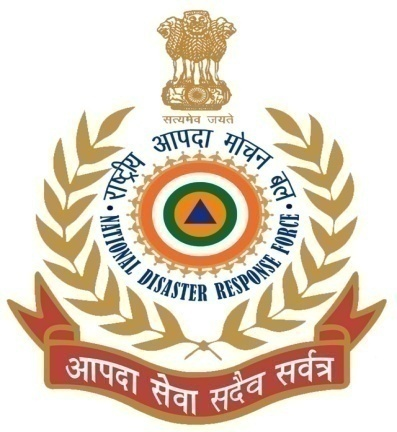 सत्यमेव जयते
राष्ट्रीय आपदा मोचन बल
NATIONAL DISASTER RESPONSE FORCE
आपदा सेवा सदैव सर्वत्र